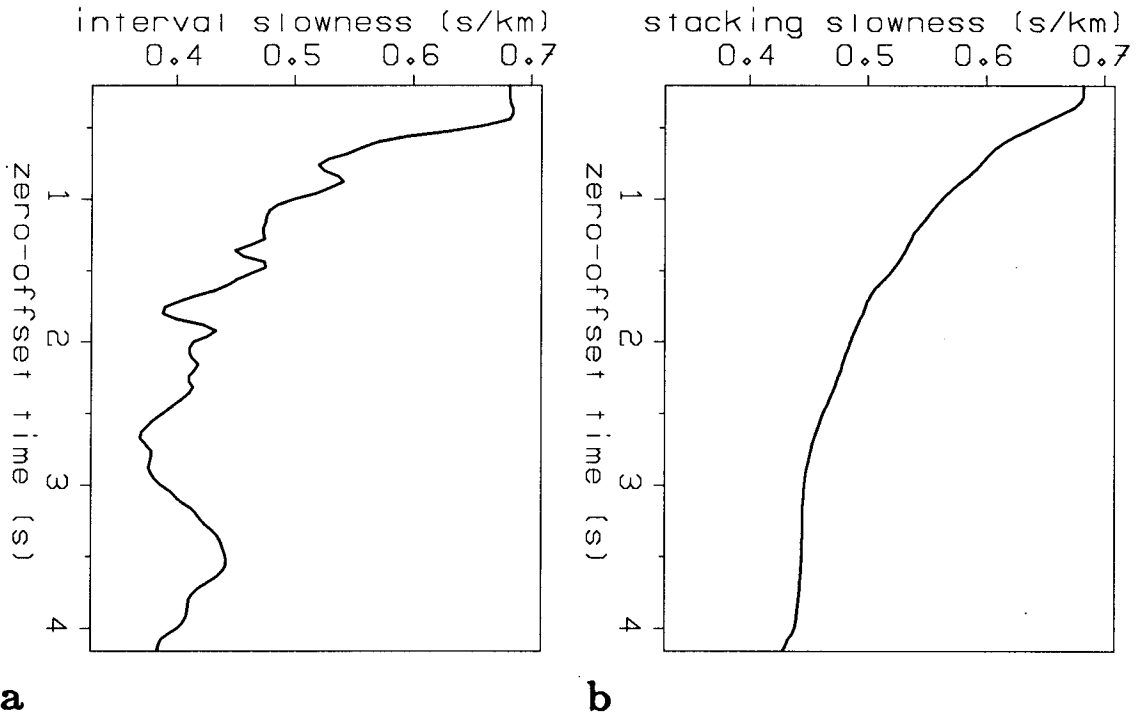 interval slowness (s/km)
0.4 0.5 0.6 0.7
zero-offset time (s)
1
2
3
4
a
stacking slowness (s/km)
0.4 0.5 0.6 0.7
zero-offset time (s)
1
2
3
4
b